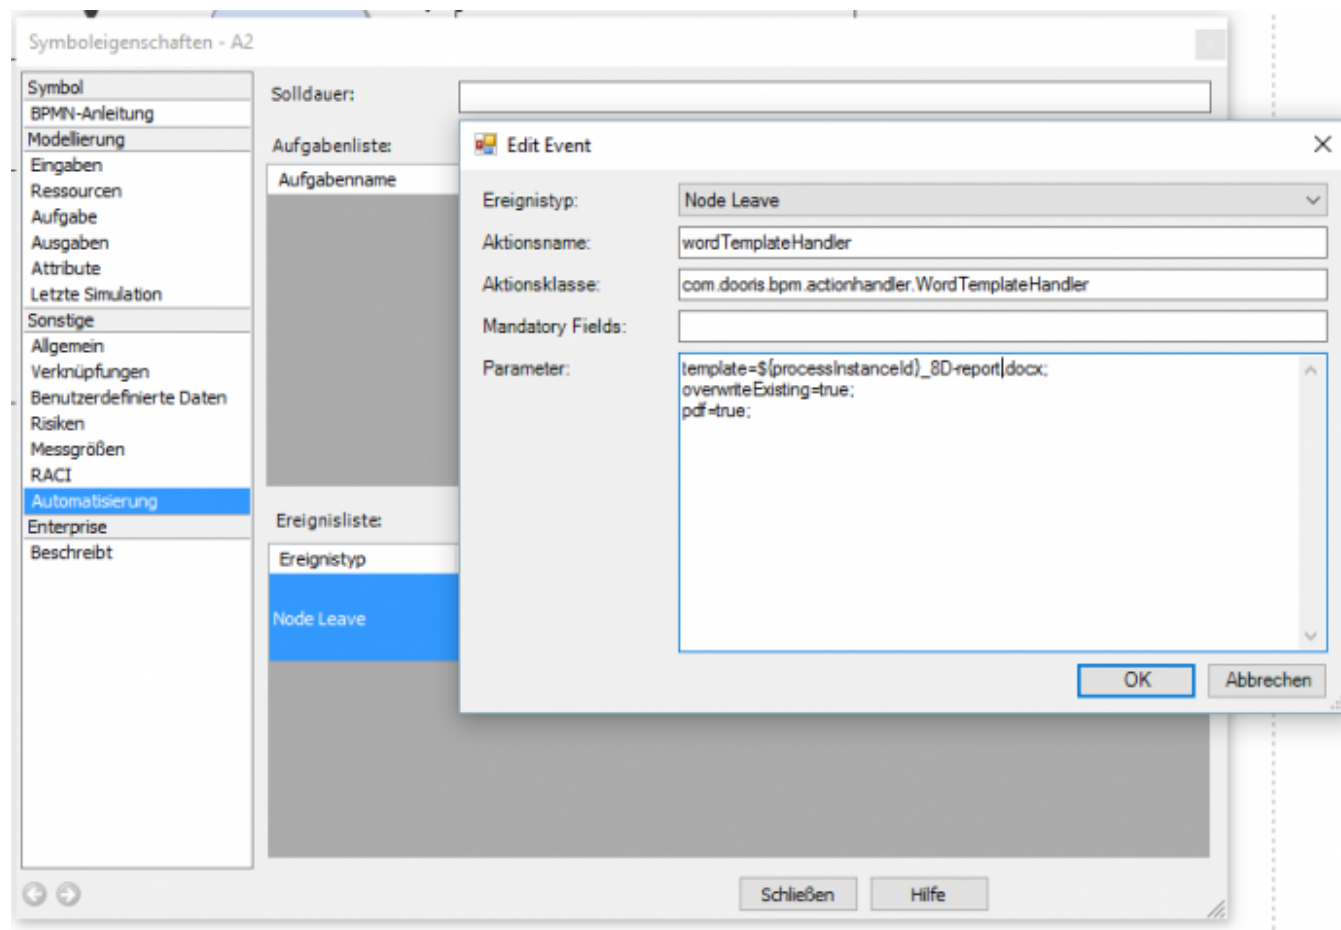 Symboleigenschaften - A2
Symbol
BPMN-Anleitung
Modellierung
Eingaben
Ressourcen
Aufgabe
Ausgaben
Attribute
Letzte Simulation
Sonstige
Allgemein
Verknüpfungen
Benutzerdefinierte Daten
Risiken
Messgrößen
RACI
Automatisierung
Enterprise
Beschreibt
Solldauer:
Aufgabenliste:
Aufgabenname
Ereignisliste:
Ereignistyp
Node Leave
Schließen
Hilfe
Edit Event
Ereignistyp:
Node Leave
Aktionsname:
wordTemplateHandler
Aktionsklasse:
com.dooris.bpm.actionhandler.WordTemplateHandler
Mandatory Fields:
Parameter:
template=${processInstanceId}_8D-report.docx;
overwriteExisting=true;
pdf=true;
OK
Abbrechen